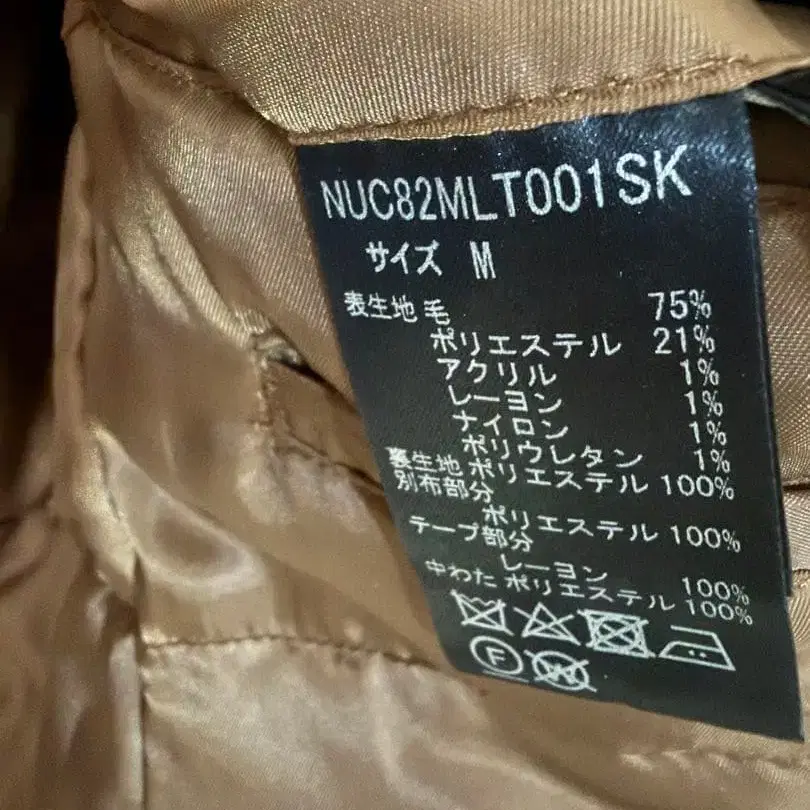 NUC82MLT001SK
サイズ M
表生地 毛 75%
ポリエステル 21%
アクリル 1%
レーヨン 1%
ナイロン 1%
ポリウレタン 1%
裏生地 ポリエステル 100%
別布部分
ポリエステル 100%
テープ部分
レーヨン 100%
中わた ポリエステル 100%
F W